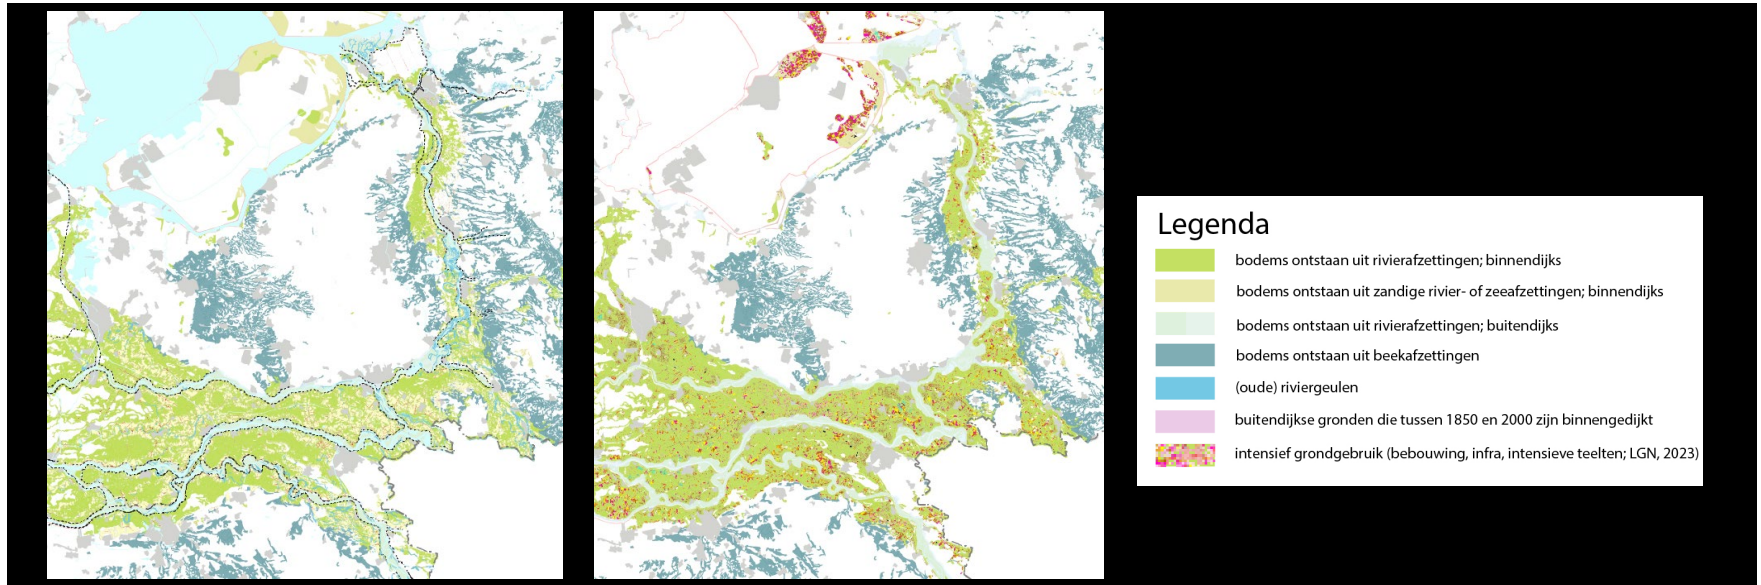 Legenda
bodems ontstaan uit rivierafzettingen; binnendijks
bodems ontstaan uit zandige rivier- of zeeafzettingen; binnendijks
bodems ontstaan uit rivierafzettingen; buitendijks
bodems ontstaan uit beekafzettingen
(oude) riviergeulen
buitendijkse gronden die tussen 1850 en 2000 zijn binnengedijkt
intensief grondgebruik (bebouwing, infra, intensieve teelten; LGN, 2023)